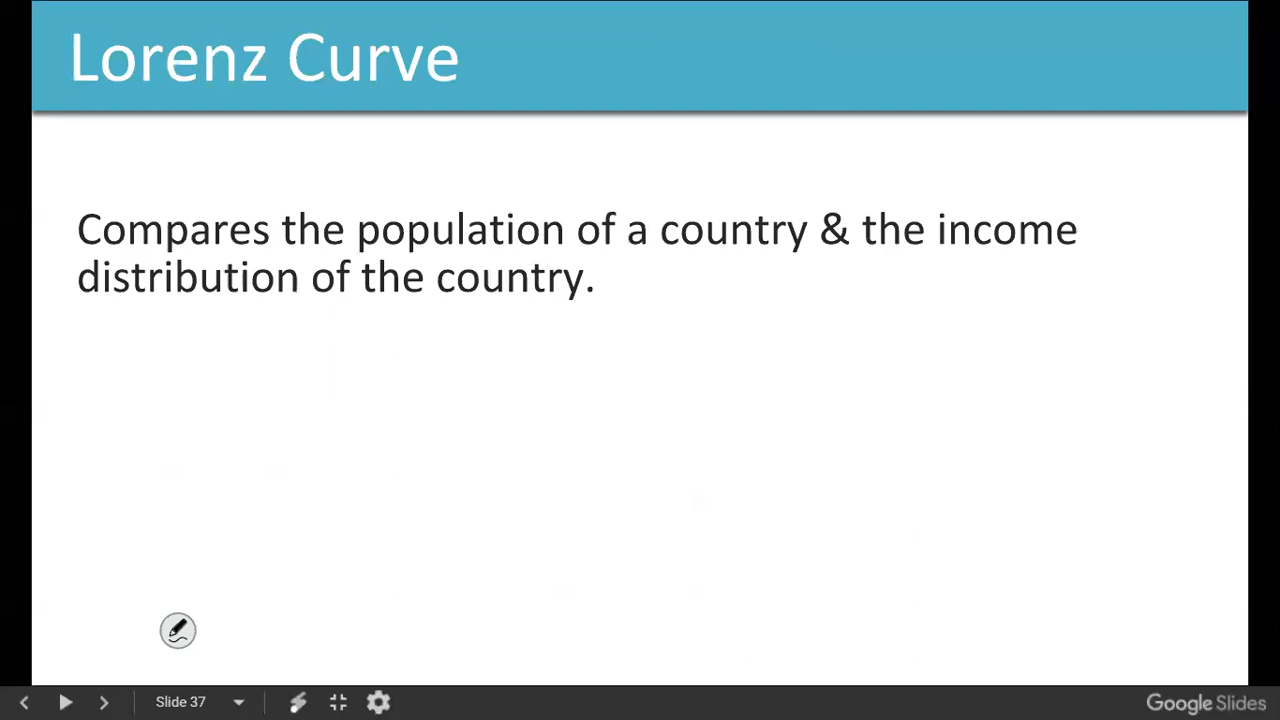 Lorenz Curve
Compares the population of a country & the income
distribution of the country.
Slide 37
Google Slides